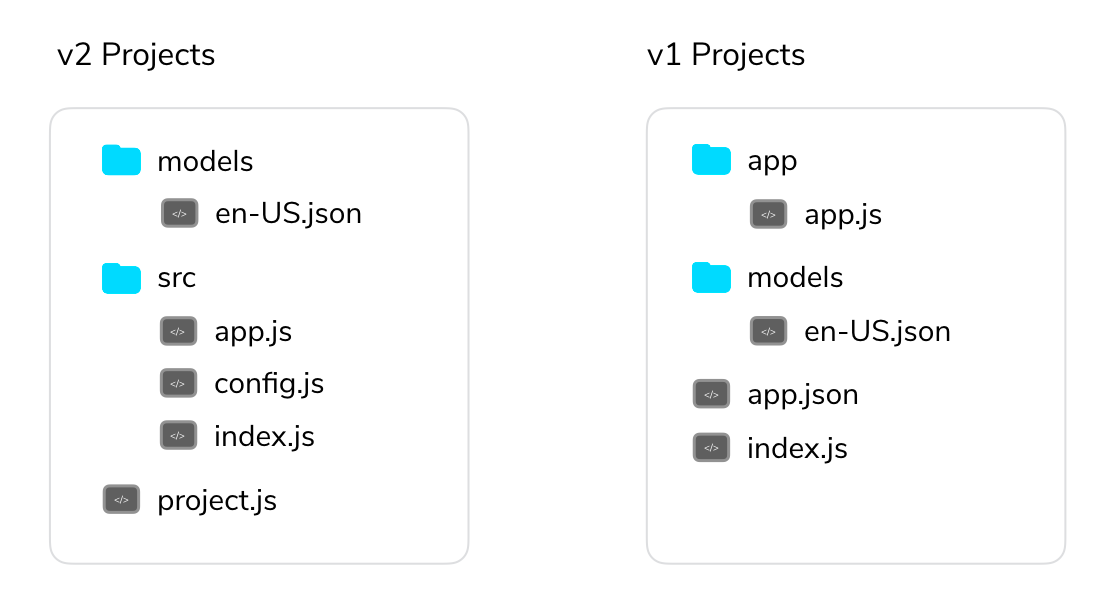 v2 Projects
models
</>
en-US.json
src
</>
app.js
</>
config.js
</>
index.js
</>
project.js
v1 Projects
app
</>
app.js
models
</>
en-US.json
</>
app.json
</>
index.js